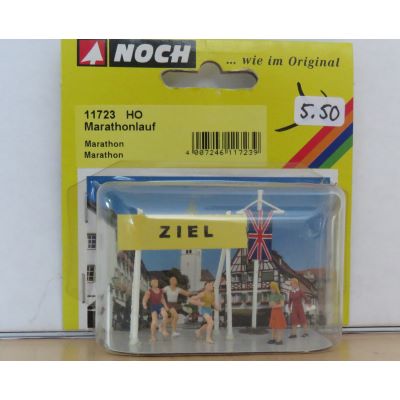 NOCH
... wie im Original
11723 HO
Marathonlauf
Marathon
Marathon
5.50
4 007246 117239
ZIEL